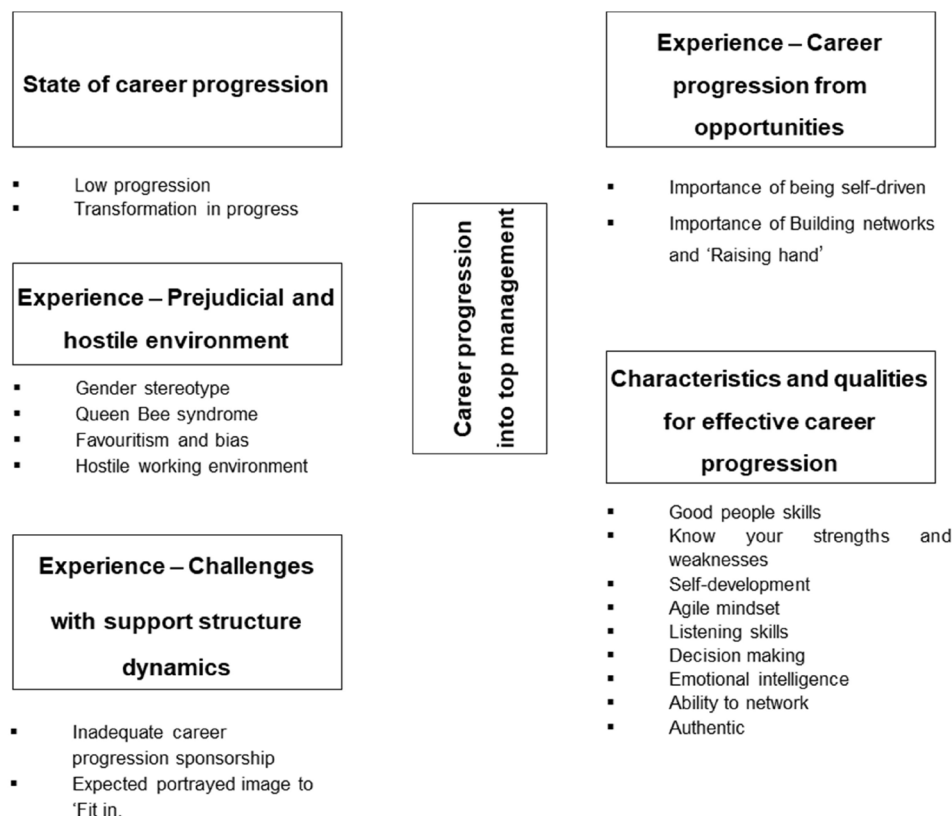 State of career progression
▪ Low progression
▪ Transformation in progress
Experience – Prejudicial and
hostile environment
▪ Gender stereotype
▪ Queen Bee syndrome
▪ Favouritism and bias
▪ Hostile working environment
Experience – Challenges
with support structure
dynamics
▪ Inadequate career
progression sponsorship
▪ Expected portrayed image to
‘Fit in.
Career progression
into top management
Experience – Career
progression from
opportunities
▪ Importance of being self-driven
▪ Importance of Building networks
and ‘Raising hand’
Characteristics and qualities
for effective career
progression
▪ Good people skills
▪ Know your strengths and
weaknesses
▪ Self-development
▪ Agile mindset
▪ Listening skills
▪ Decision making
▪ Emotional intelligence
▪ Ability to network
▪ Authentic